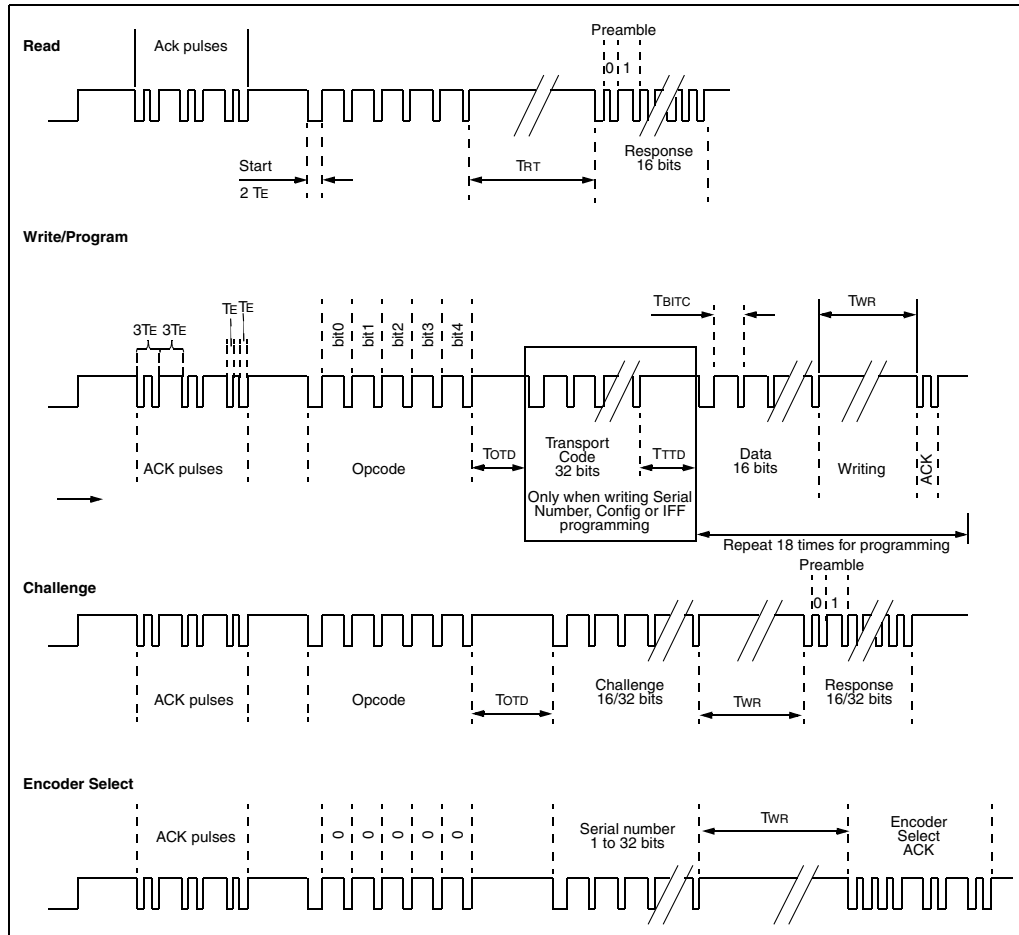 Read
Ack pulses
Preamble
0 1
Start
2 TE
TRT
Response
16 bits
Write/Program
3TE 3TE
TE TE
bit0 bit1 bit2 bit3 bit4
TBITC
TWR
ACK pulses
Opcode
TOTD
Transport
Code
32 bits
TTTD
Only when writing Serial
Number, Config or IFF
programming
Data
16 bits
Writing
ACK
Repeat 18 times for programming
Challenge
Preamble
0 1
ACK pulses
Opcode
TOTD
Challenge
16/32 bits
TWR
Response
16/32 bits
Encoder Select
ACK pulses
0 0 0 0 0
Serial number
1 to 32 bits
TWR
Encoder
Select
ACK